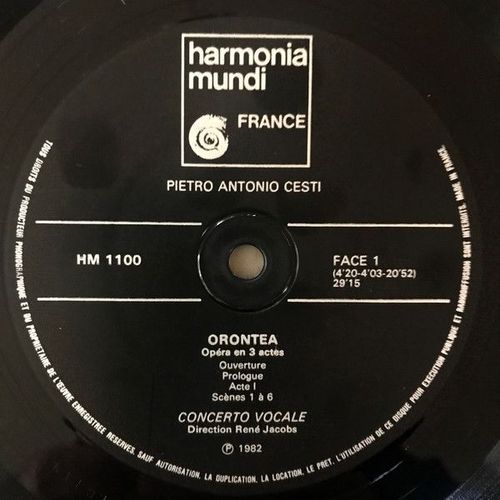 harmonia
mundi
FRANCE
PIETRO ANTONIO CESTI
HM 1100
FACE 1
(4'20-4'03-20'52)
29'15
ORONTEA
Opéra en 3 actes
Ouverture
Prologue
Acte I
Scènes 1 à 6
CONCERTO VOCALE
Direction René Jacobs
℗ 1982
TOUS DROITS DU PRODUCTEUR PHONOGRAPHIQUE ET DU PROPRIETAIRE DE L'ŒUVRE ENREGISTREE RESERVES. SAUF AUTORISATION, LA DUPLICATION, LA LOCATION, LE PRET, L'UTILISATION DE CE DISQUE POUR EXECUTION PUBLIQUE ET RADIODIFFUSION SONT INTERDITS. MADE IN FRANCE.